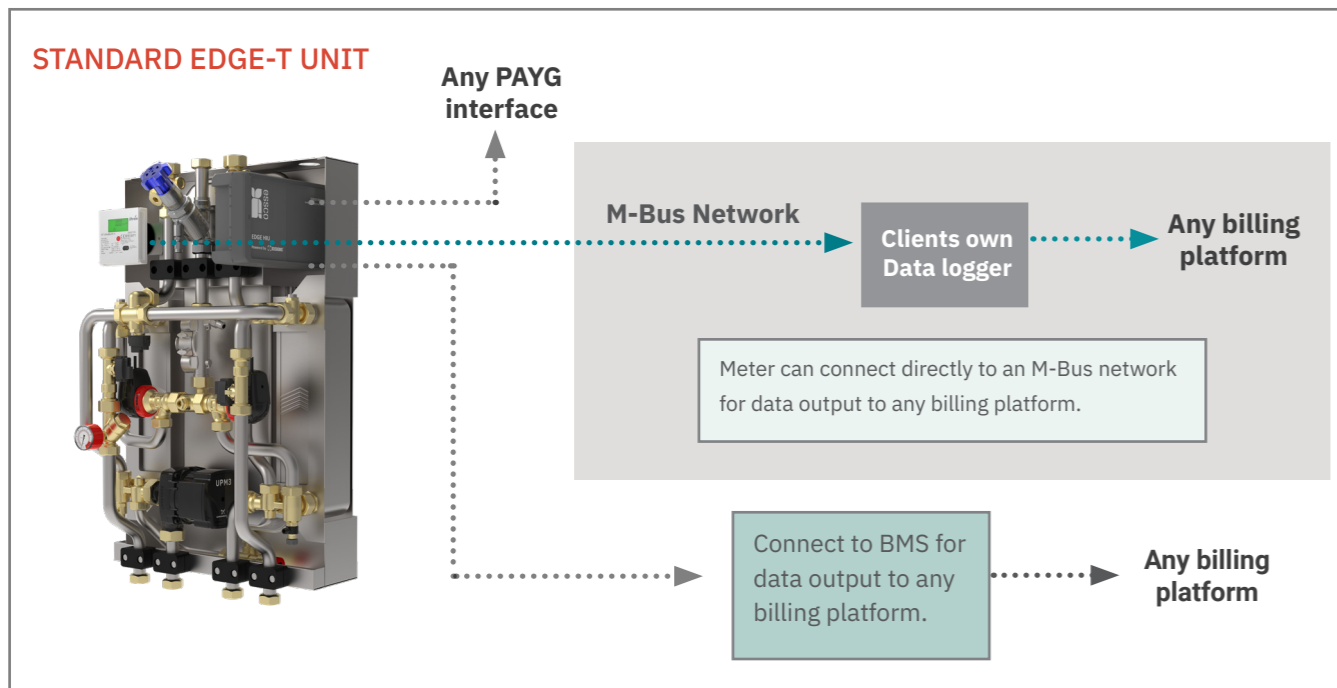 STANDARD EDGE-T UNIT
Any PAYG
interface
M-Bus Network
Clients own
Data logger
Any billing
platform
Meter can connect directly to an M-Bus network
for data output to any billing platform.
essco
UPM3
Connect to BMS for
data output to any
billing platform.
Any billing
platform